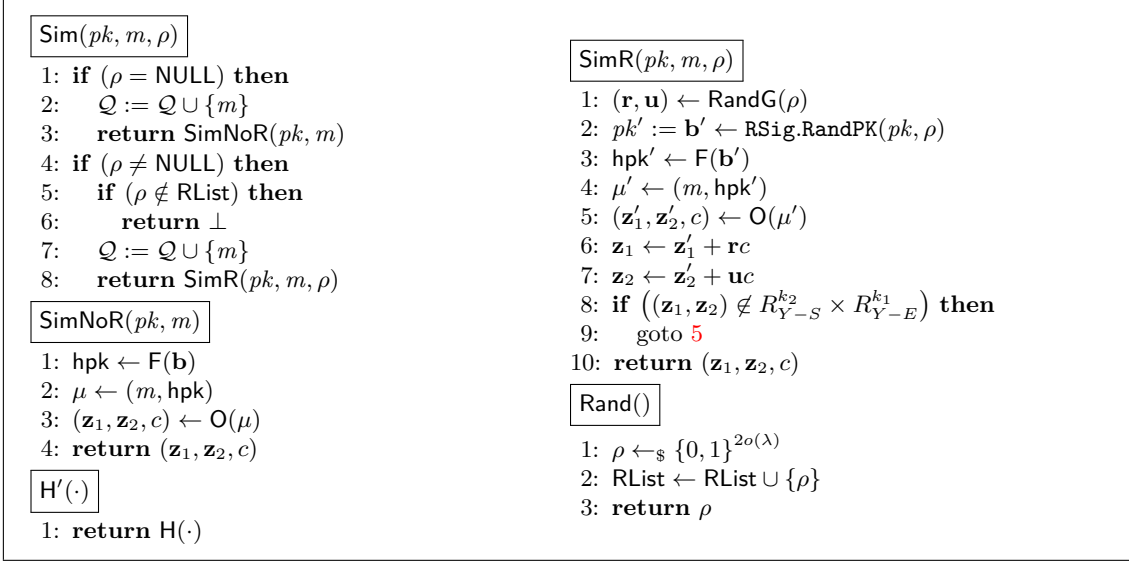 Sim(pk, m, ρ)
1: if (ρ = NULL) then
2: 𝒬 := 𝒬 ∪ {m}
3: return SimNoR(pk, m)
4: if (ρ ≠ NULL) then
5: if (ρ ∉ RList) then
6: return ⊥
7: 𝒬 := 𝒬 ∪ {m}
8: return SimR(pk, m, ρ)
SimNoR(pk, m)
1: hpk ← F(b)
2: μ ← (m, hpk)
3: (z₁, z₂, c) ← O(μ)
4: return (z₁, z₂, c)
H′(·)
1: return H(·)
SimR(pk, m, ρ)
1: (r, u) ← RandG(ρ)
2: pk′ := b′ ← RSig.RandPK(pk, ρ)
3: hpk′ ← F(b′)
4: μ′ ← (m, hpk′)
5: (z′₁, z′₂, c) ← O(μ′)
6: z₁ ← z′₁ + rc
7: z₂ ← z′₂ + uc
8: if ((z₁, z₂) ∉ R^{k₂}_{Y−S} × R^{k₁}_{Y−E}) then
9: goto 5
10: return (z₁, z₂, c)
Rand()
1: ρ ←$ {0, 1}^{2o(λ)}
2: RList ← RList ∪ {ρ}
3: return ρ